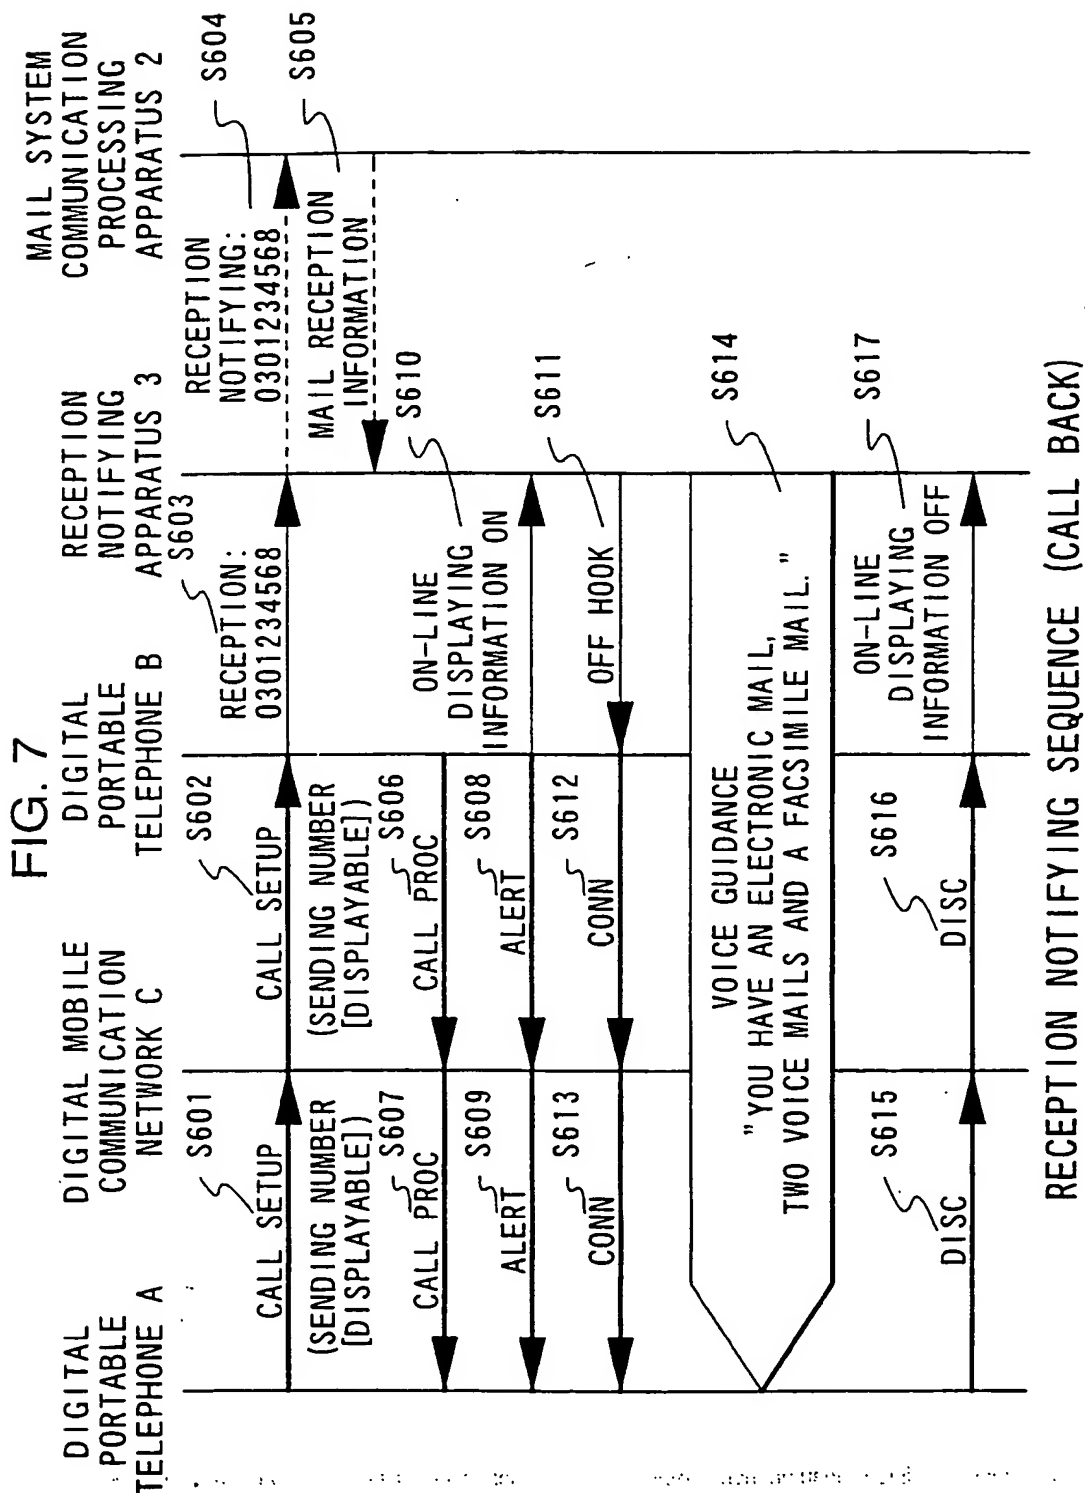 FIG. 7
DIGITAL
PORTABLE
TELEPHONE A
DIGITAL MOBILE
COMMUNICATION
NETWORK C
DIGITAL
PORTABLE
TELEPHONE B
RECEPTION
NOTIFYING
APPARATUS 3
MAIL SYSTEM
COMMUNICATION
PROCESSING
APPARATUS 2
S601
CALL SETUP
(SENDING NUMBER
[DISPLAYABLE])
S602
CALL SETUP
(SENDING NUMBER
[DISPLAYABLE])
S603
RECEPTION:
0301234568
RECEPTION
NOTIFYING:
0301234568
S604
MAIL RECEPTION
INFORMATION
S605
S607
CALL PROC
S606
CALL PROC
S609
ALERT
S608
ALERT
ON-LINE
DISPLAYING
INFORMATION ON
S610
S613
CONN
S612
CONN
OFF HOOK
S611
VOICE GUIDANCE
"YOU HAVE AN ELECTRONIC MAIL,
TWO VOICE MAILS AND A FACSIMILE MAIL."
S614
S615
DISC
S616
DISC
ON-LINE
DISPLAYING
INFORMATION OFF
S617
RECEPTION NOTIFYING SEQUENCE (CALL BACK)